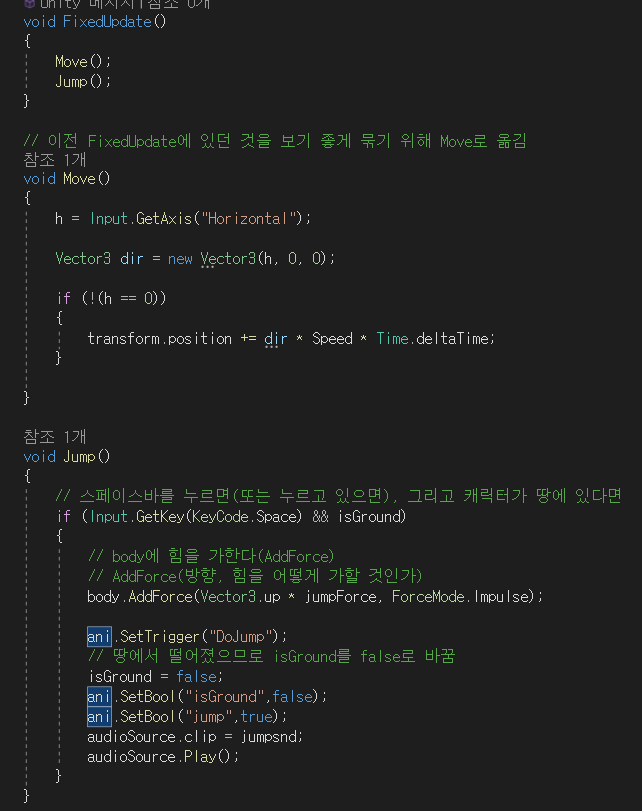 Unity 메시지|참조 0개
void FixedUpdate()
{
Move();
Jump();
}
// 이전 FixedUpdate에 있던 것을 보기 좋게 묶기 위해 Move로 옮김
참조 1개
void Move()
{
h = Input.GetAxis("Horizontal");
Vector3 dir = new Vector3(h, 0, 0);
if (!(h == 0))
{
transform.position += dir * Speed * Time.deltaTime;
}
}
참조 1개
void Jump()
{
// 스페이스바를 누르면(또는 누르고 있으면), 그리고 캐릭터가 땅에 있다면
if (Input.GetKey(KeyCode.Space) && isGround)
{
// body에 힘을 가한다(AddForce)
// AddForce(방향, 힘을 어떻게 가할 것인가)
body.AddForce(Vector3.up * jumpForce, ForceMode.Impulse);
ani.SetTrigger("DoJump");
// 땅에서 떨어졌으므로 isGround를 false로 바꿈
isGround = false;
ani.SetBool("isGround",false);
ani.SetBool("jump",true);
audioSource.clip = jumpsnd;
audioSource.Play();
}
}